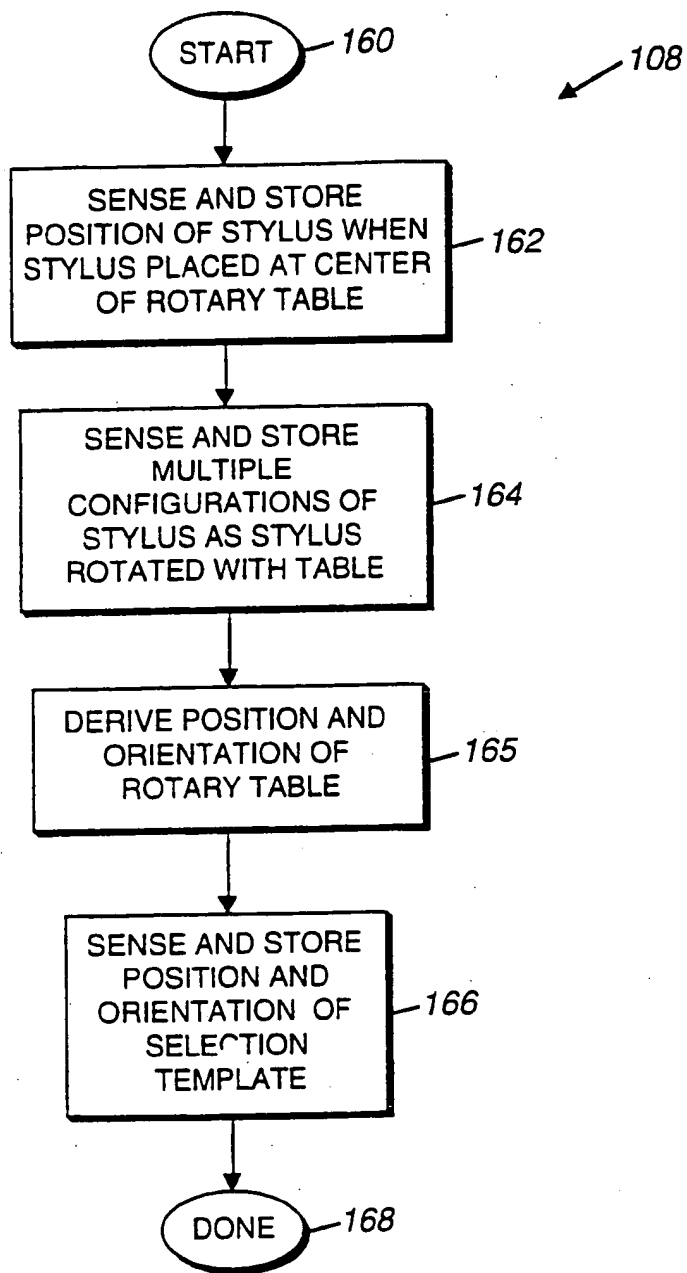 START
160
108
SENSE AND STORE
POSITION OF STYLUS WHEN
STYLUS PLACED AT CENTER
OF ROTARY TABLE
162
SENSE AND STORE
MULTIPLE
CONFIGURATIONS OF
STYLUS AS STYLUS
ROTATED WITH TABLE
164
DERIVE POSITION AND
ORIENTATION OF
ROTARY TABLE
165
SENSE AND STORE
POSITION AND
ORIENTATION OF
SELECTION
TEMPLATE
166
DONE
168